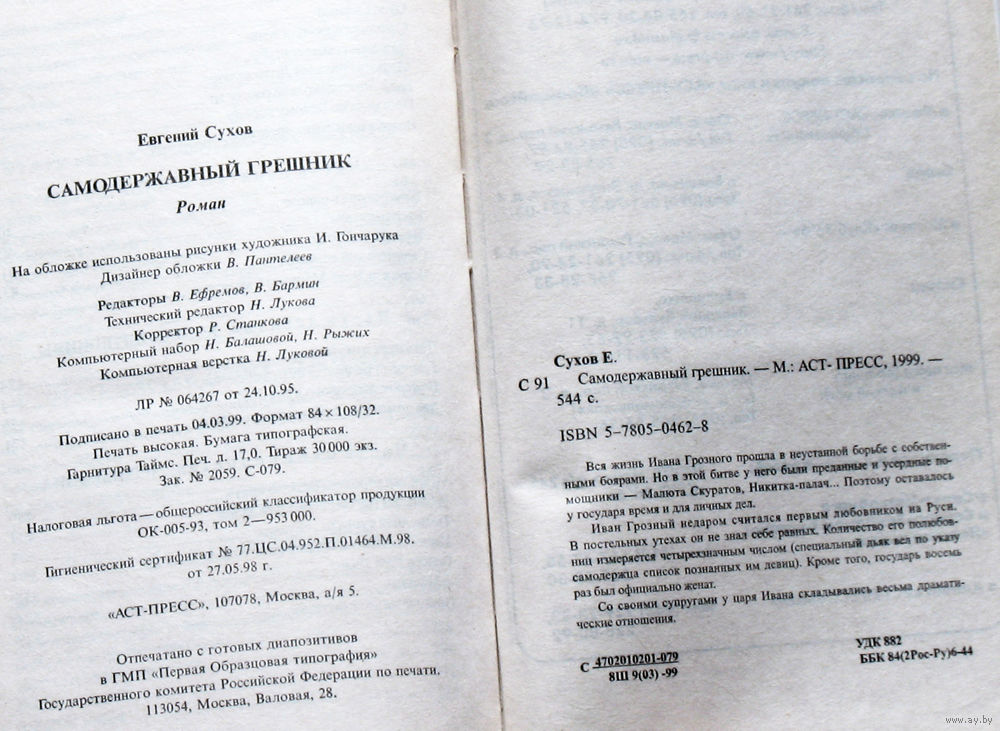 Евгений Сухов
САМОДЕРЖАВНЫЙ ГРЕШНИК
Роман
На обложке использованы рисунки художника И. Гончарука
Дизайнер обложки В. Пантелеев
Редакторы В. Ефремов, В. Бармин
Технический редактор Н. Лукова
Корректор Р. Станкова
Компьютерный набор Н. Балашовой, Н. Рыжих
Компьютерная верстка Н. Луковой
ЛР № 064267 от 24.10.95.
Подписано в печать 04.03.99. Формат 84 × 108/32.
Печать высокая. Бумага типографская.
Гарнитура Таймс. Печ. л. 17,0. Тираж 30 000 экз.
Зак. № 2059. С-079.
Налоговая льгота — общероссийский классификатор продукции
ОК-005-93, том 2—953 000.
Гигиенический сертификат № 77.ЦС.04.952.П.01464.М.98.
от 27.05.98 г.
«АСТ-ПРЕСС», 107078, Москва, а/я 5.
Отпечатано с готовых диапозитивов
в ГМП «Первая Образцовая типография»
Государственного комитета Российской Федерации по печати,
113054, Москва, Валовая, 28.
Сухов Е.
С 91 Самодержавный грешник. — М.: АСТ- ПРЕСС, 1999. —
544 с.
ISBN 5-7805-0462-8
Вся жизнь Ивана Грозного прошла в неустанной борьбе с собствен-
ными боярами. Но в этой битве у него были преданные и усердные по-
мощники — Малюта Скуратов, Никитка-палач... Поэтому оставалось
у государя время и для личных дел.
Иван Грозный недаром считался первым любовником на Руси.
В постельных утехах он не знал себе равных. Количество его полюбов-
ниц измеряется четырехзначным числом (специальный дьяк вел по указу
самодержца список познанных им девиц). Кроме того, государь восемь
раз был официально женат.
Со своими супругами у царя Ивана складывались весьма драмати-
ческие отношения.
С 4702010201-079
8Ш 9(03) -99
УДК 882
ББК 84(2Рос-Ру)6-44
www.ay.by